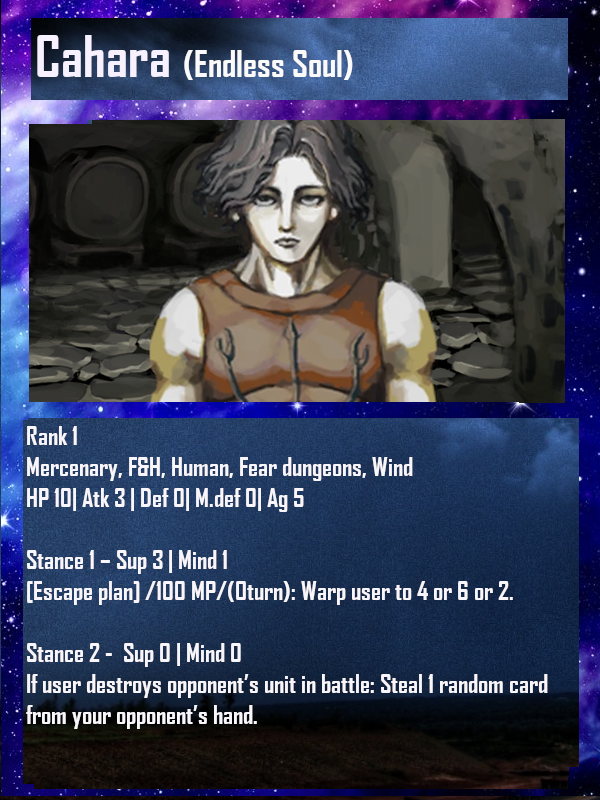 Cahara (Endless Soul)
Rank 1
Mercenary, F&H, Human, Fear dungeons, Wind
HP 10| Atk 3 | Def 0| M.def 0| Ag 5
Stance 1 – Sup 3 | Mind 1
[Escape plan] /100 MP/(0turn): Warp user to 4 or 6 or 2.
Stance 2 - Sup 0 | Mind 0
If user destroys opponent’s unit in battle: Steal 1 random card
from your opponent’s hand.